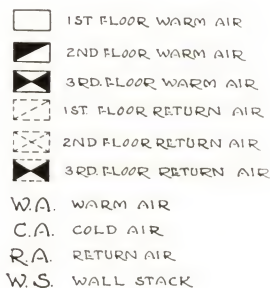 1ST FLOOR WARM AIR
2ND FLOOR WARM AIR
3RD. FLOOR WARM AIR
1ST. FLOOR RETURN AIR
2ND FLOOR RETURN AIR
3RD. FLOOR RETURN AIR
W.A. WARM AIR
C.A. COLD AIR
R.A. RETURN AIR
W.S. WALL STACK